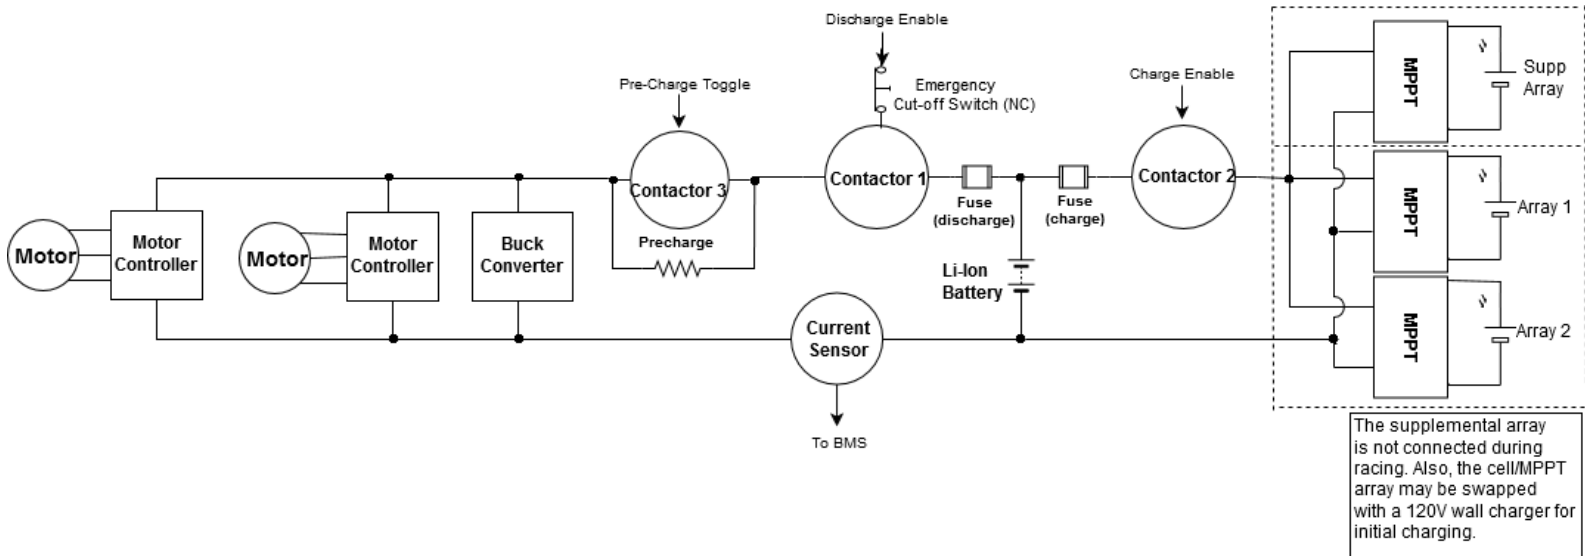 Discharge Enable
Pre-Charge Toggle
Emergency
Cut-off Switch (NC)
Charge Enable
MPPT
Supp
Array
Contactor 3
Contactor 1
Fuse
(discharge)
Fuse
(charge)
Contactor 2
MPPT
Array 1
Motor
Motor
Controller
Motor
Motor
Controller
Buck
Converter
Precharge
Li-Ion
Battery
Current
Sensor
MPPT
Array 2
To BMS
The supplemental array
is not connected during
racing. Also, the cell/MPPT
array may be swapped
with a 120V wall charger for
initial charging.